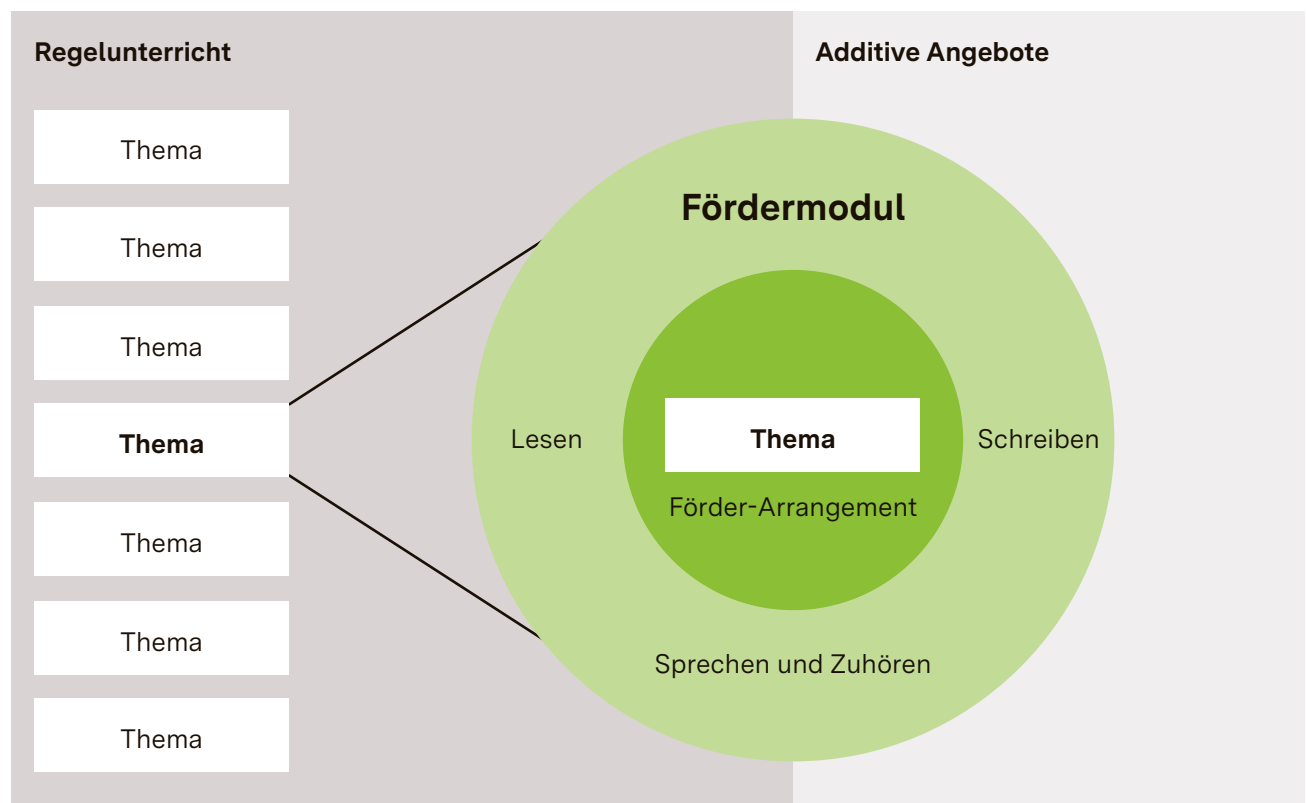 Regelunterricht
Additive Angebote
Thema
Thema
Thema
Thema
Thema
Thema
Thema
Fördermodul
Lesen
Thema
Förder-Arrangement
Schreiben
Sprechen und Zuhören